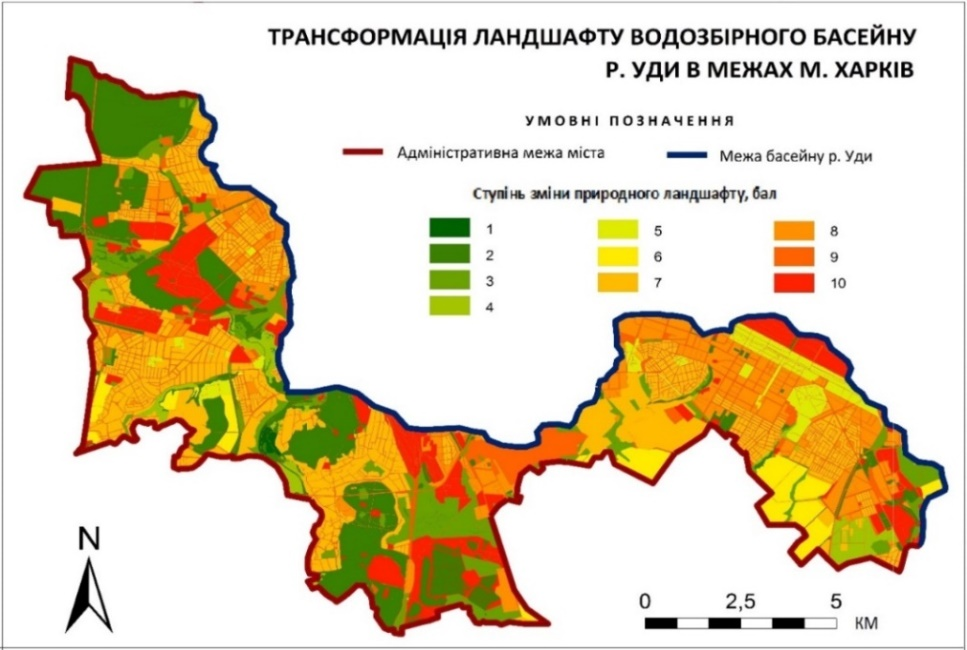 ТРАНСФОРМАЦІЯ ЛАНДШАФТУ ВОДОЗБІРНОГО БАСЕЙНУ
Р. УДИ В МЕЖАХ М. ХАРКІВ
УМОВНІ ПОЗНАЧЕННЯ
Адміністративна межа міста
Межа басейну р. Уди
Ступінь зміни природного ландшафту, бал
1 5 8
2 6 9
3 7 10
4
N
0 2,5 5
КМ